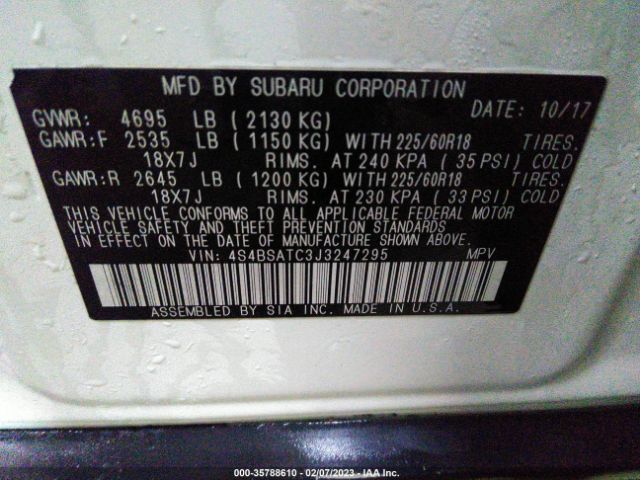 MFD BY SUBARU CORPORATION
DATE: 10/17
GVWR: 4695 LB ( 2130 KG)
GAWR:F 2535 LB ( 1150 KG) WITH 225/60R18 TIRES.
18X7J RIMS. AT 240 KPA ( 35 PSI) COLD
GAWR:R 2645 LB ( 1200 KG) WITH 225/60R18 TIRES.
18X7J RIMS. AT 230 KPA ( 33 PSI) COLD
THIS VEHICLE CONFORMS TO ALL APPLICABLE FEDERAL MOTOR
VEHICLE SAFETY AND THEFT PREVENTION STANDARDS
IN EFFECT ON THE DATE OF MANUFACTURE SHOWN ABOVE.
VIN: 4S4BSATC3J3247295 MPV
ASSEMBLED BY SIA INC. IN U.S.A.
000-35788610 - 02/07/2023 - IAA Inc.